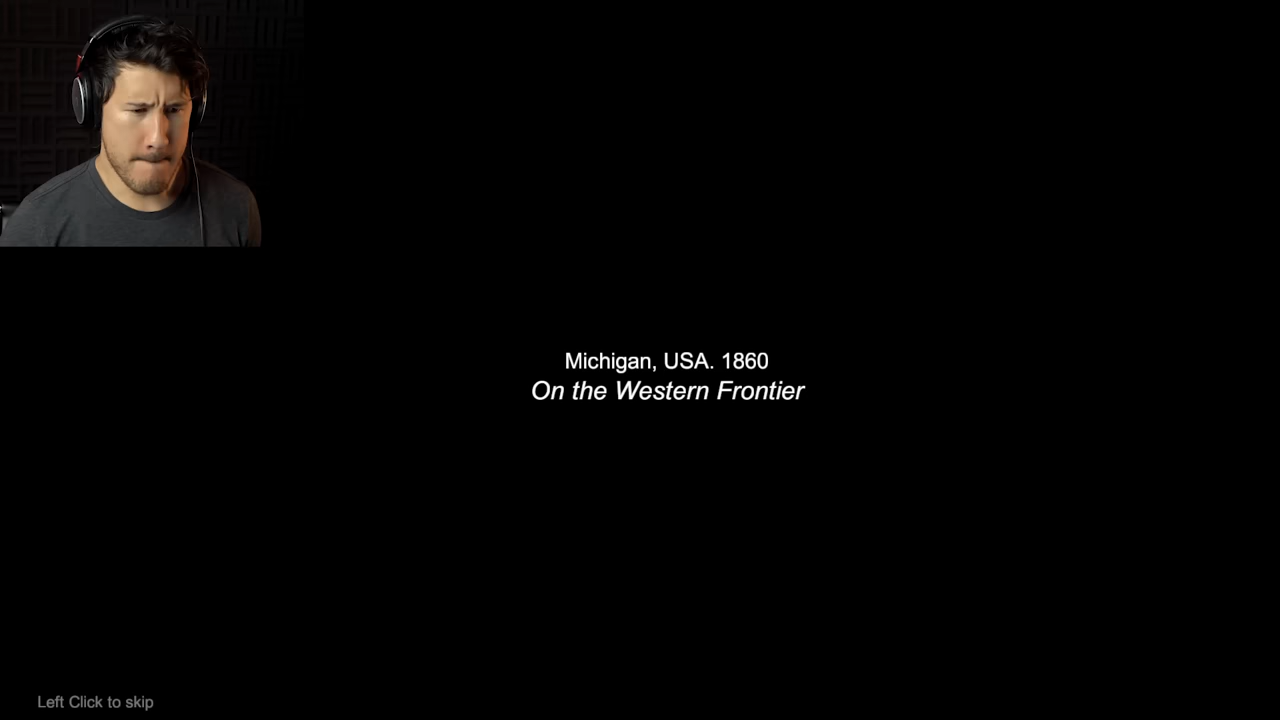 Michigan, USA. 1860
On the Western Frontier
Left Click to skip